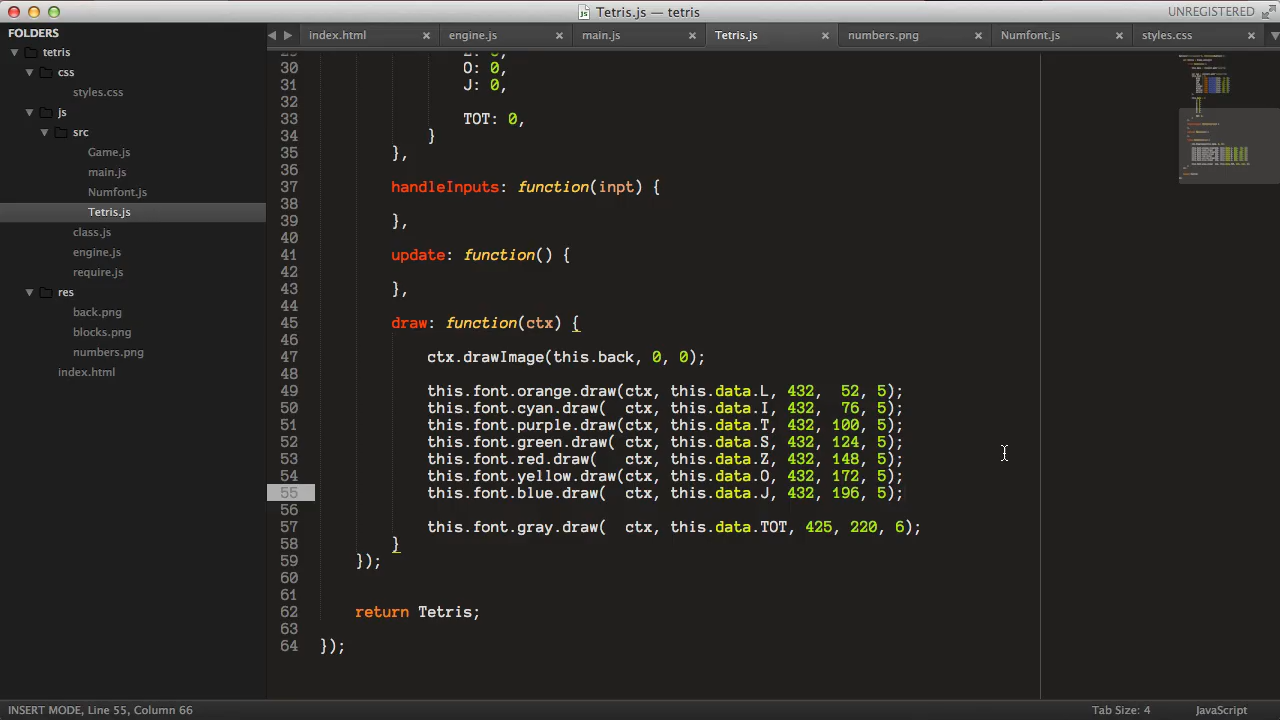 Tetris.js — tetris
UNREGISTERED
FOLDERS
tetris
css
styles.css
js
src
Game.js
main.js
Numfont.js
Tetris.js
class.js
engine.js
require.js
res
back.png
blocks.png
numbers.png
index.html
index.html × engine.js × main.js × Tetris.js × numbers.png × Numfont.js × styles.css ×
30 O: 0,
31 J: 0,
32
33 TOT: 0,
34 }
35 },
36
37 handleInputs: function(inpt) {
38
39 },
40
41 update: function() {
42
43 },
44
45 draw: function(ctx) {
46
47 ctx.drawImage(this.back, 0, 0);
48
49 this.font.orange.draw(ctx, this.data.L, 432,  52, 5);
50 this.font.cyan.draw(  ctx, this.data.I, 432,  76, 5);
51 this.font.purple.draw(ctx, this.data.T, 432, 100, 5);
52 this.font.green.draw( ctx, this.data.S, 432, 124, 5);
53 this.font.red.draw(   ctx, this.data.Z, 432, 148, 5);
54 this.font.yellow.draw(ctx, this.data.O, 432, 172, 5);
55 this.font.blue.draw(  ctx, this.data.J, 432, 196, 5);
56
57 this.font.gray.draw(  ctx, this.data.TOT, 425, 220, 6);
58 }
59 });
60
61
62 return Tetris;
63
64 });
INSERT MODE, Line 55, Column 66
Tab Size: 4
JavaScript